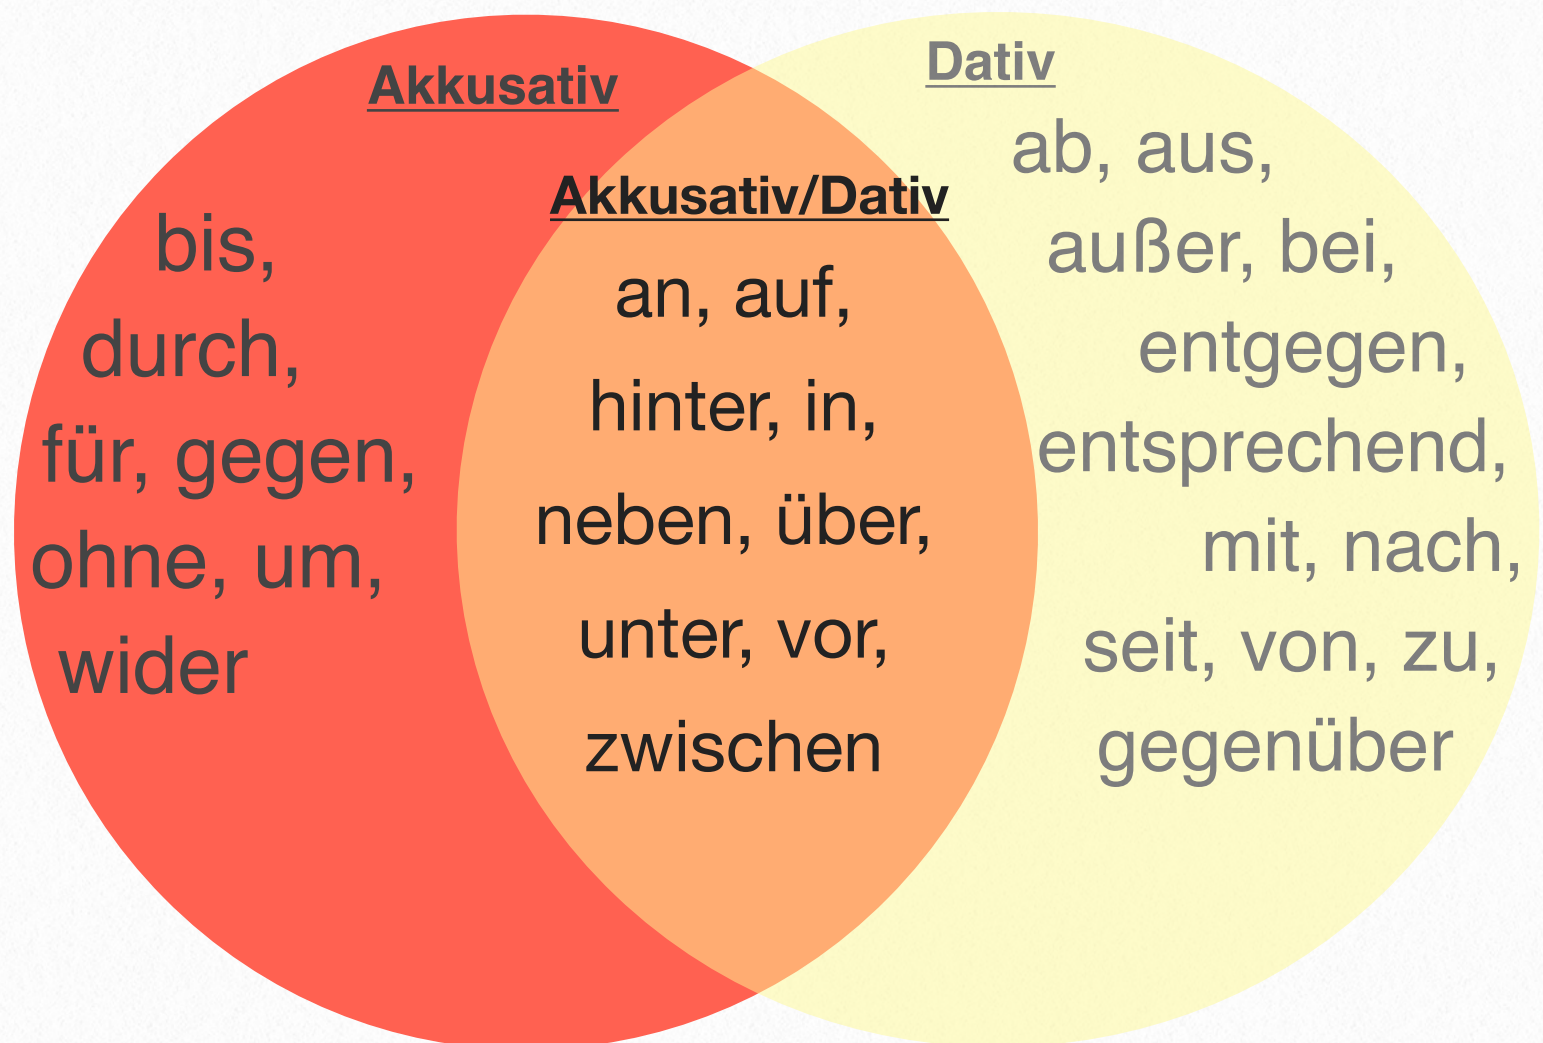 Akkusativ
bis,
durch,
für, gegen,
ohne, um,
wider
Akkusativ/Dativ
an, auf,
hinter, in,
neben, über,
unter, vor,
zwischen
Dativ
ab, aus,
außer, bei,
entgegen,
entsprechend,
mit, nach,
seit, von, zu,
gegenüber